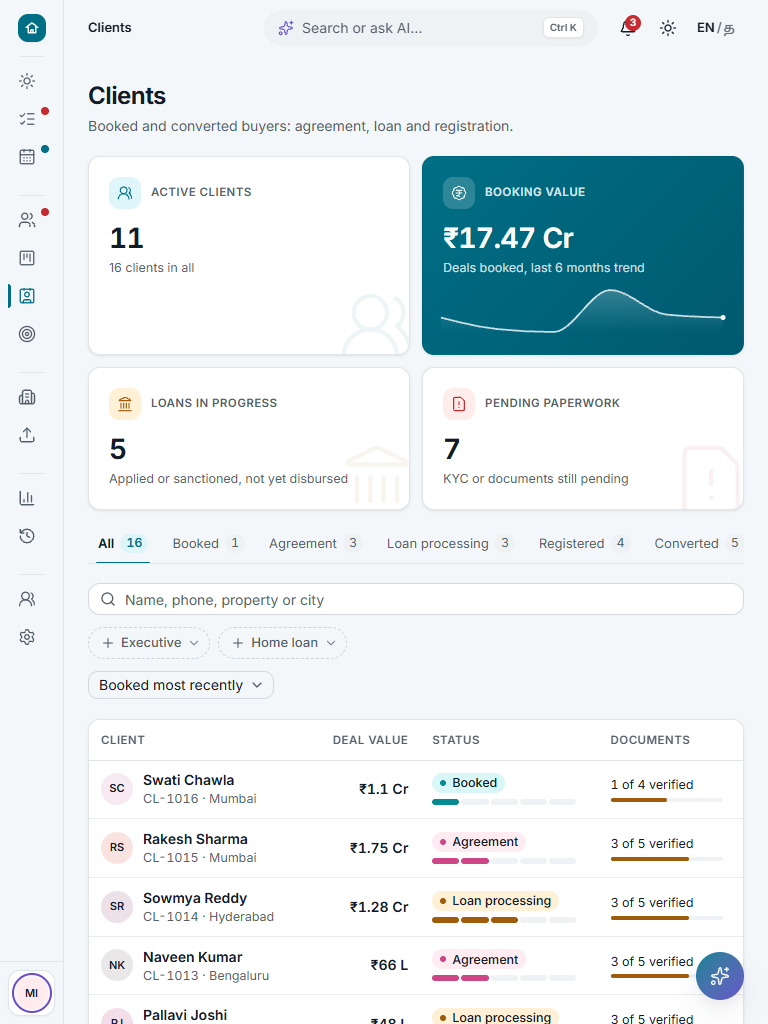 Clients
Search or ask AI...
Ctrl K
3
EN / த
Clients
Booked and converted buyers: agreement, loan and registration.
ACTIVE CLIENTS
11
16 clients in all
BOOKING VALUE
₹17.47 Cr
Deals booked, last 6 months trend
LOANS IN PROGRESS
5
Applied or sanctioned, not yet disbursed
PENDING PAPERWORK
7
KYC or documents still pending
All 16 Booked 1 Agreement 3 Loan processing 3 Registered 4 Converted 5
Name, phone, property or city
Executive
Home loan
Booked most recently
CLIENT DEAL VALUE STATUS DOCUMENTS
SC Swati Chawla ₹1.1 Cr Booked 1 of 4 verified
CL-1016 · Mumbai
RS Rakesh Sharma ₹1.75 Cr Agreement 3 of 5 verified
CL-1015 · Mumbai
SR Sowmya Reddy ₹1.28 Cr Loan processing 3 of 5 verified
CL-1014 · Hyderabad
NK Naveen Kumar ₹66 L Agreement 3 of 5 verified
CL-1013 · Bengaluru
MI
PJ Pallavi Joshi ₹48 L Loan processing 3 of 5 verified